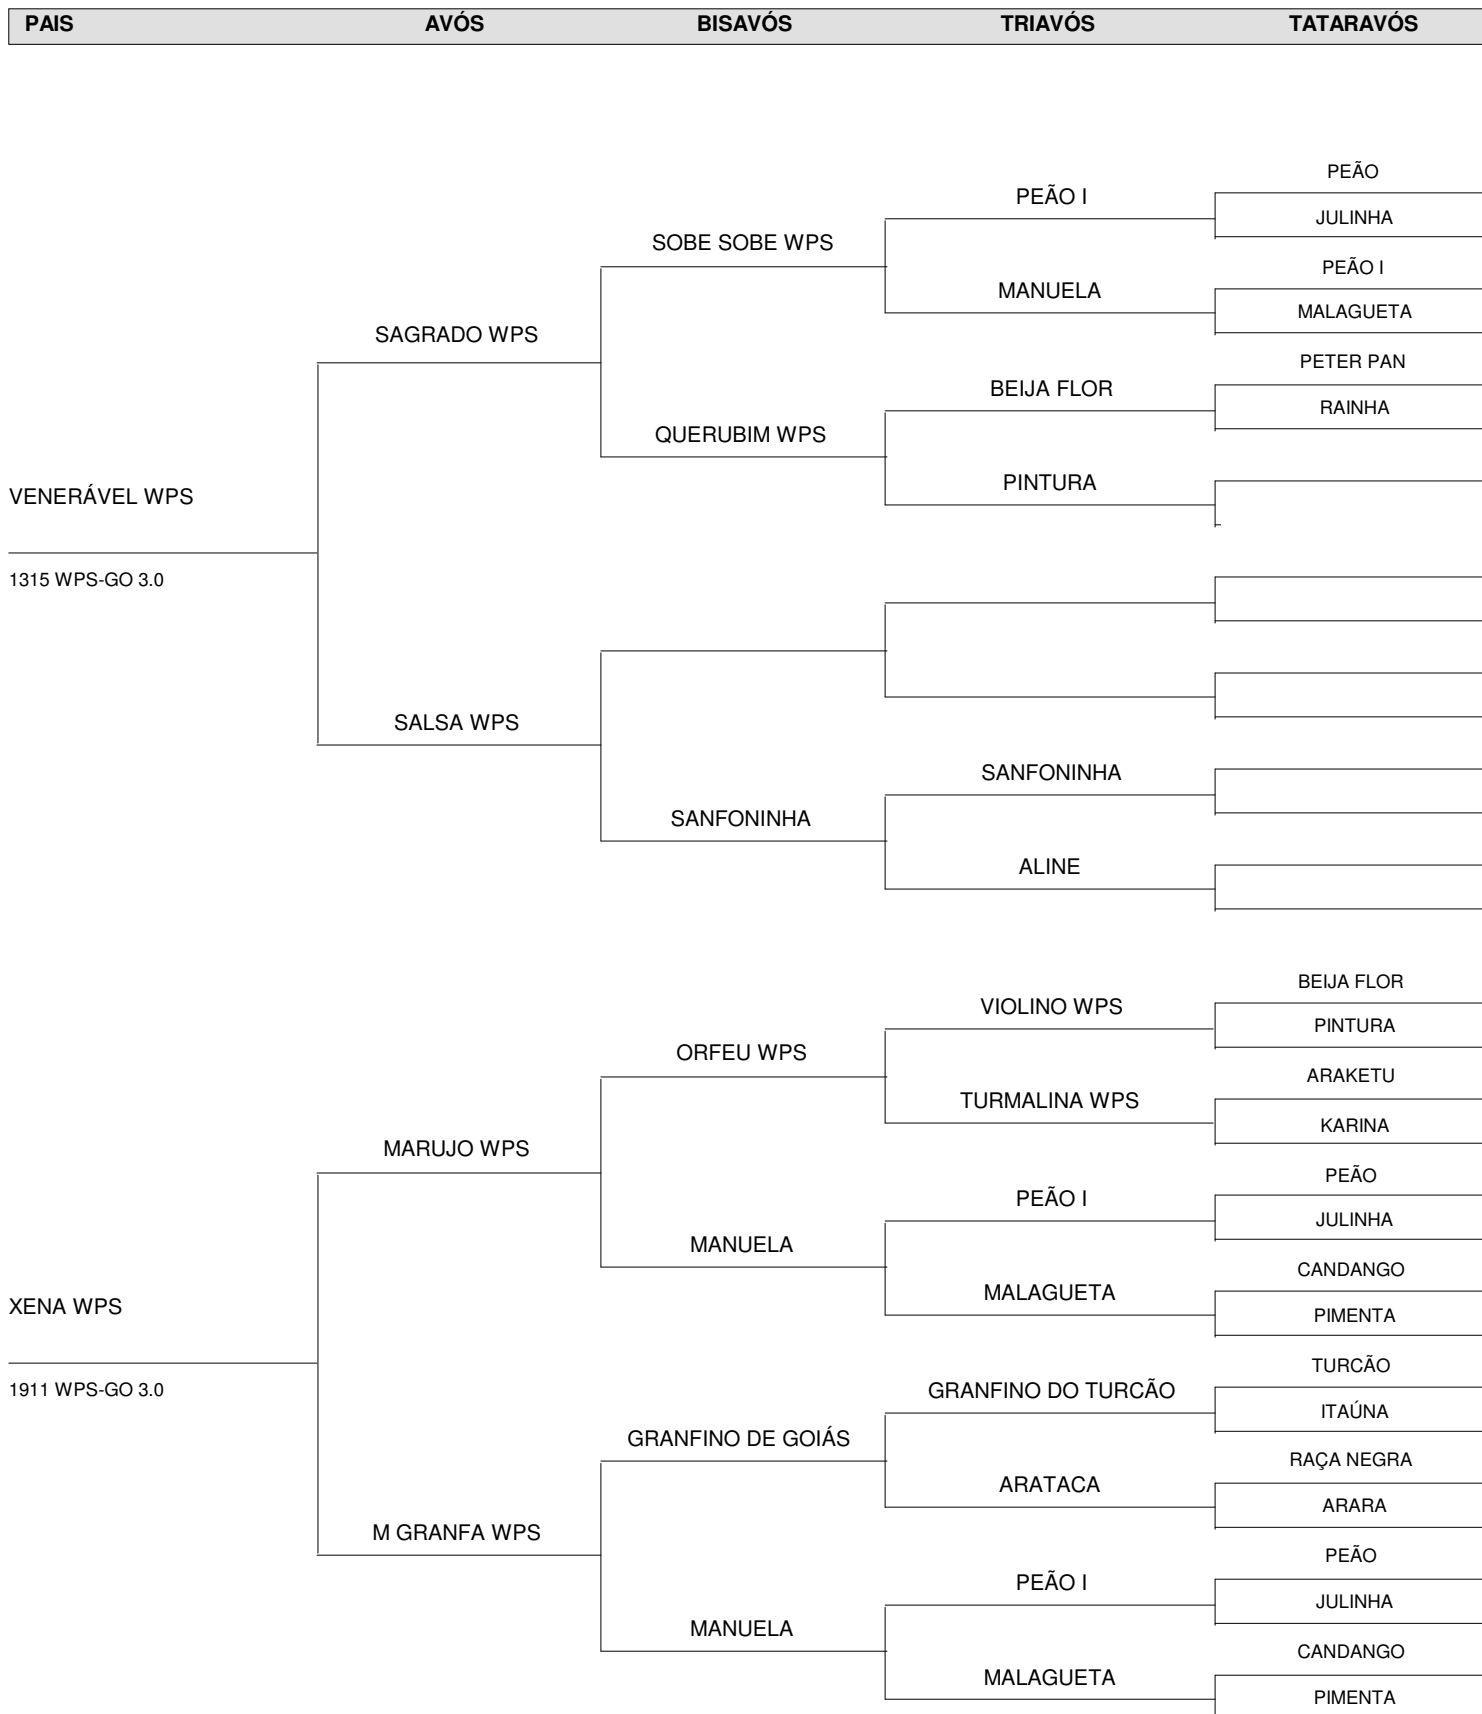 PAIS AVÓS BISAVÓS TRIAVÓS TATARAVÓS
PEÃO
PEÃO I
JULINHA
SOBE SOBE WPS
PEÃO I
MANUELA
MALAGUETA
SAGRADO WPS
PETER PAN
BEIJA FLOR
RAINHA
QUERUBIM WPS
PINTURA
VENERÁVEL WPS
1315 WPS-GO 3.0
SALSA WPS
SANFONINHA
SANFONINHA
ALINE
BEIJA FLOR
VIOLINO WPS
PINTURA
ORFEU WPS
ARAKETU
TURMALINA WPS
KARINA
MARUJO WPS
PEÃO
PEÃO I
JULINHA
MANUELA
CANDANGO
MALAGUETA
XENA WPS
PIMENTA
TURCÃO
1911 WPS-GO 3.0
GRANFINO DO TURCÃO
ITAÚNA
GRANFINO DE GOIÁS
RAÇA NEGRA
ARATACA
ARARA
M GRANFA WPS
PEÃO
PEÃO I
JULINHA
MANUELA
CANDANGO
MALAGUETA
PIMENTA